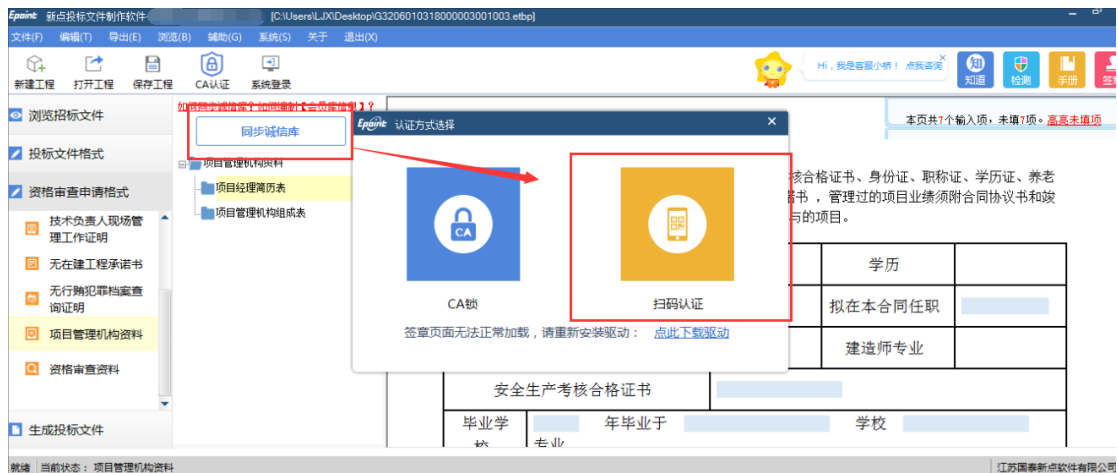 Epoint 新点投标文件制作软件 [C:\Users\LJX\Desktop\G3206010318000003001003.etbp]
文件(F) 编辑(T) 导出(E) 浏览(B) 辅助(G) 系统(S) 关于 退出(X)
新建工程 打开工程 保存工程 CA认证 系统登录
Hi,我是客服小桥! 点我咨询
知道 检测 手册
浏览招标文件
投标文件格式
资格审查申请格式
技术负责人现场管
理工作证明
无在建工程承诺书
无行贿犯罪档案查
询证明
项目管理机构资料
资格审查资料
生成投标文件
同步诚信库
项目管理机构资料
项目经理简历表
项目管理机构组成表
Epoint 认证方式选择
CA
CA锁
扫码认证
签章页面无法正常加载,请重新安装驱动: 点此下载驱动
本页共7个输入项,未填7项。高亮未填项
核合格证书、身份证、职称证、学历证、养老
诺书,管理过的项目业绩须附合同协议书和竣
与的项目。
学历
拟在本合同任职
建造师专业
安全生产考核合格证书
毕业学 年毕业于 学校
专业
就绪 当前状态:项目管理机构资料 江苏国泰新点软件有限公司